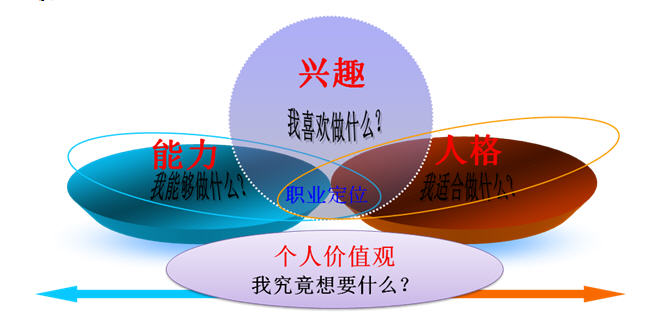 兴趣
我喜欢做什么?
能力
我能够做什么?
人格
我适合做什么?
职业定位
个人价值观
我究竟想要什么?